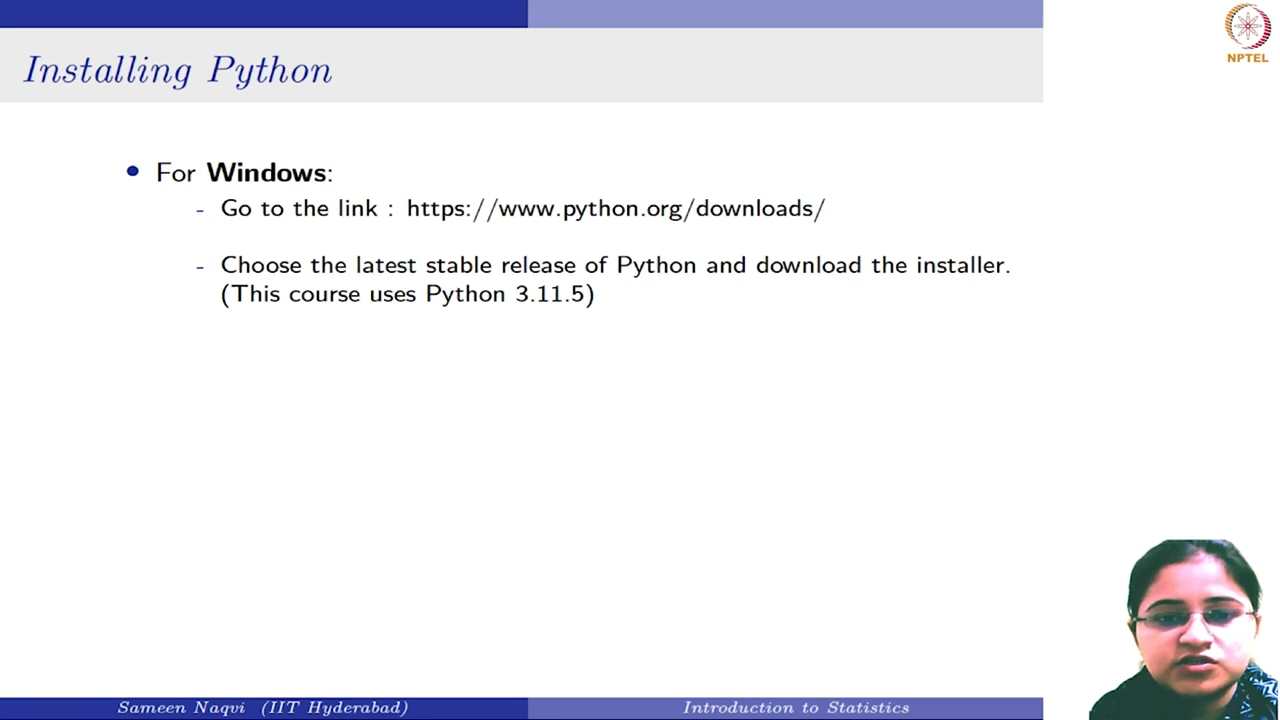 NPTEL
Installing Python
• For Windows:
- Go to the link : https://www.python.org/downloads/
- Choose the latest stable release of Python and download the installer.
(This course uses Python 3.11.5)
Sameen Naqvi (IIT Hyderabad)
Introduction to Statistics